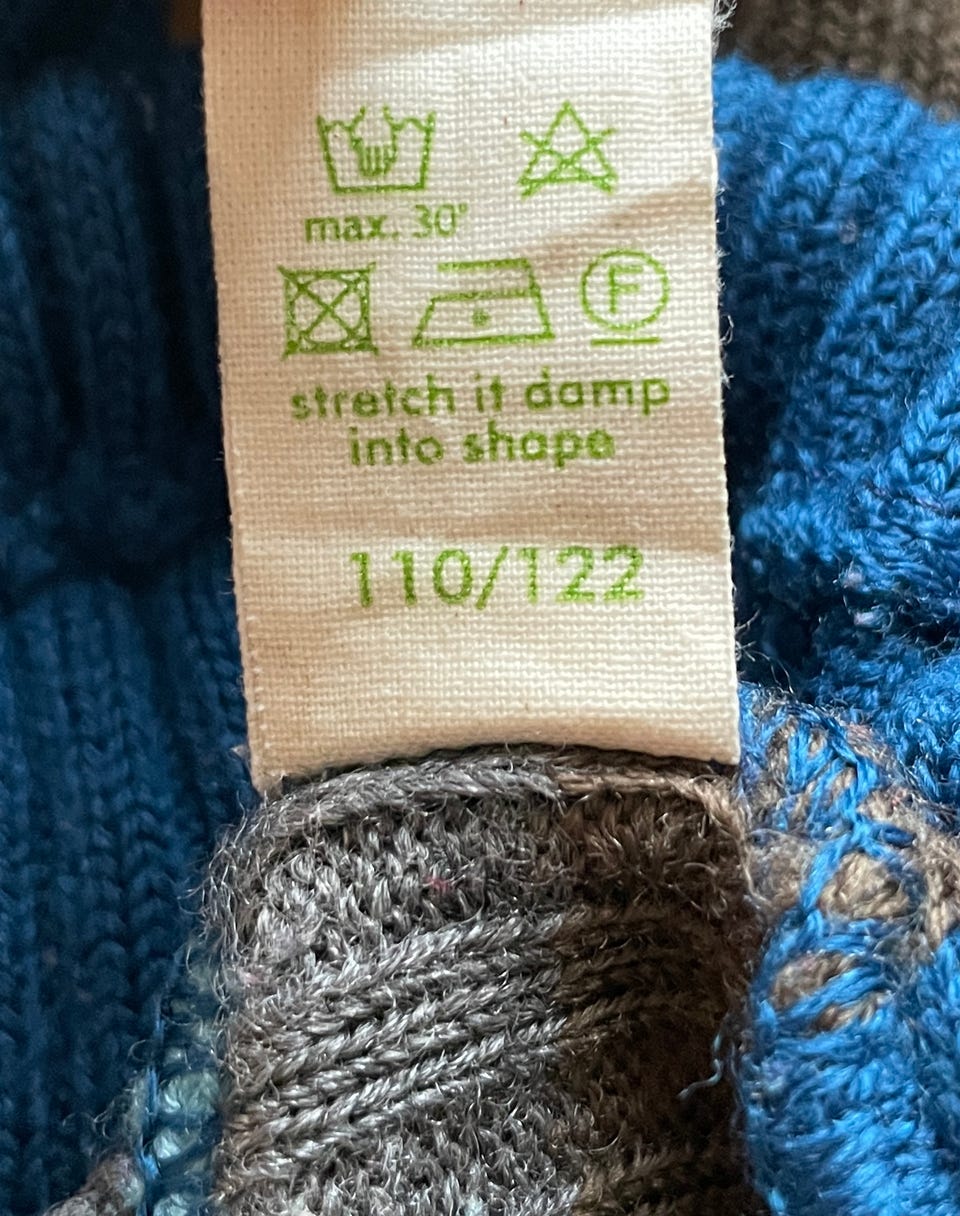 max. 30°
F
stretch it damp
into shape
110/122